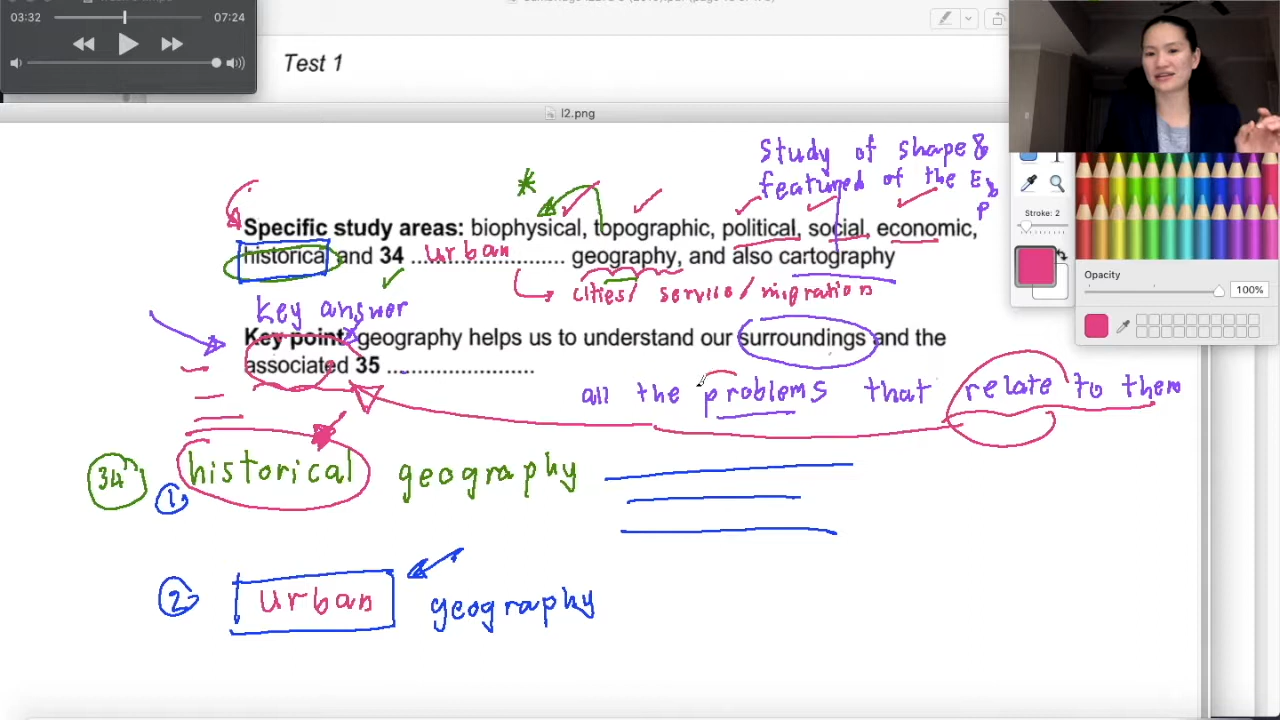 03:32
07:24
Test 1
l2.png
Study of shape &
featured of the E
p
Specific study areas: biophysical, topographic, political, social, economic,
historical and 34 urban geography, and also cartography
cities/ service/ migration
Key answer
Key point: geography helps us to understand our surroundings and the
associated 35 ............................
all the problems that relate to them
34
historical geography
1
2
urban geography
Stroke: 2
Opacity
100%